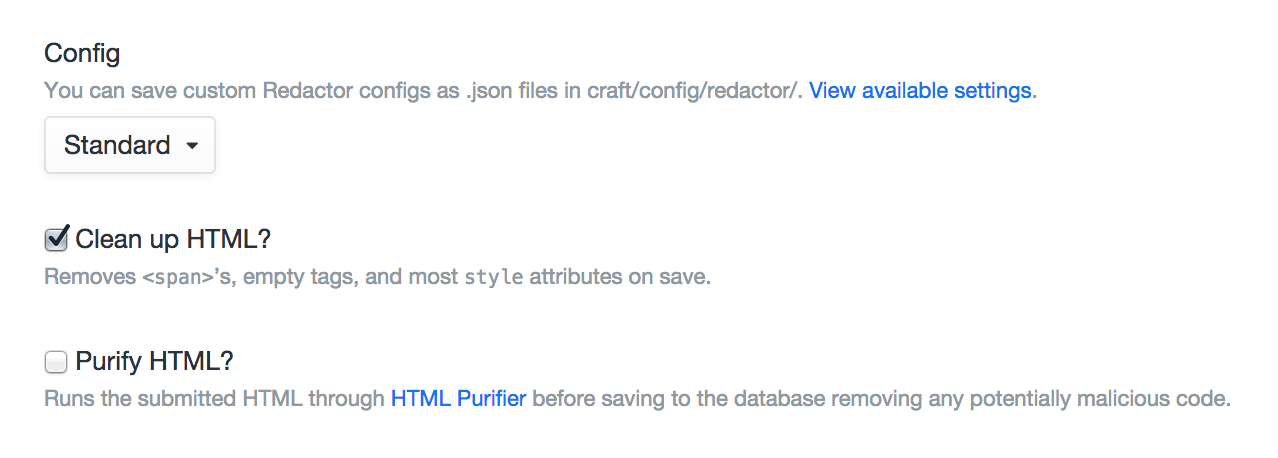 Config
You can save custom Redactor configs as .json files in craft/config/redactor/. View available settings.
Standard
Clean up HTML?
Removes <span>’s, empty tags, and most style attributes on save.
Purify HTML?
Runs the submitted HTML through HTML Purifier before saving to the database removing any potentially malicious code.